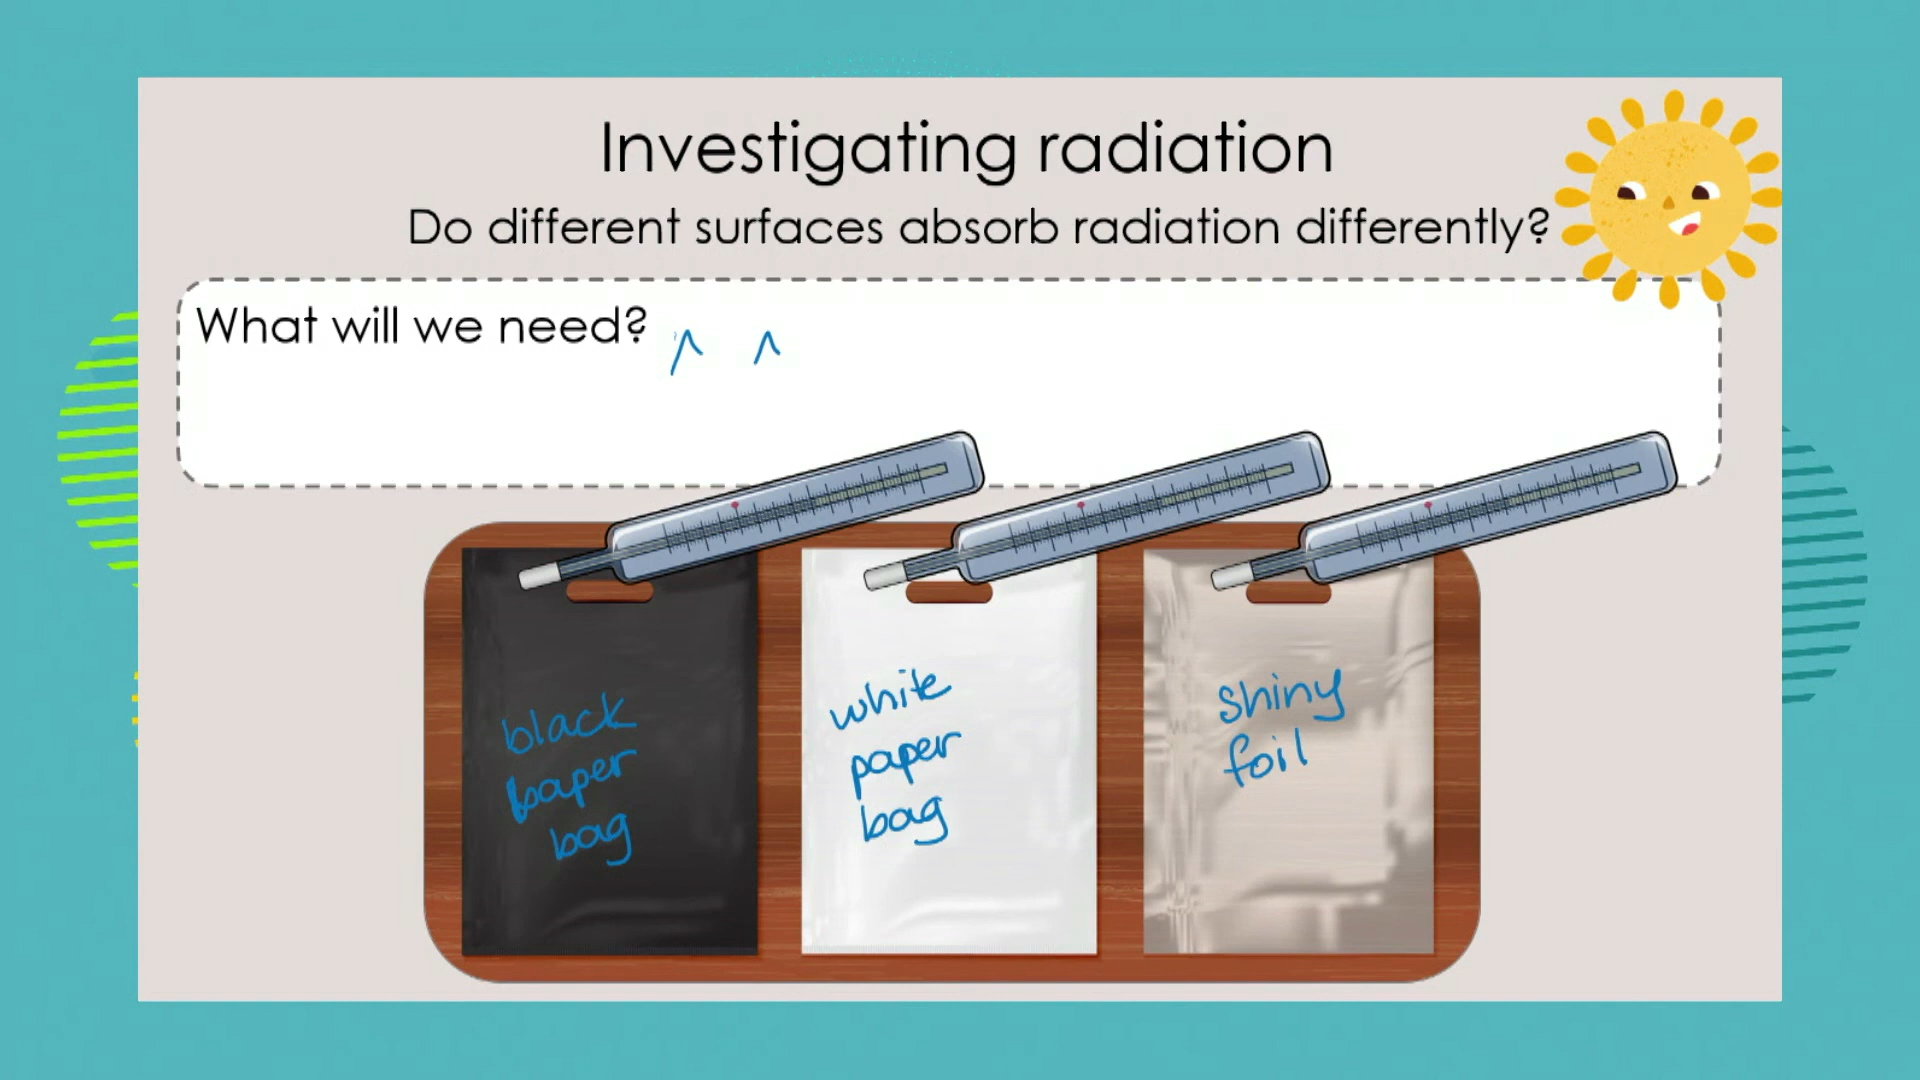 Investigating radiation
Do different surfaces absorb radiation differently?
What will we need?
black
paper
bag
white
paper
bag
shiny
foil